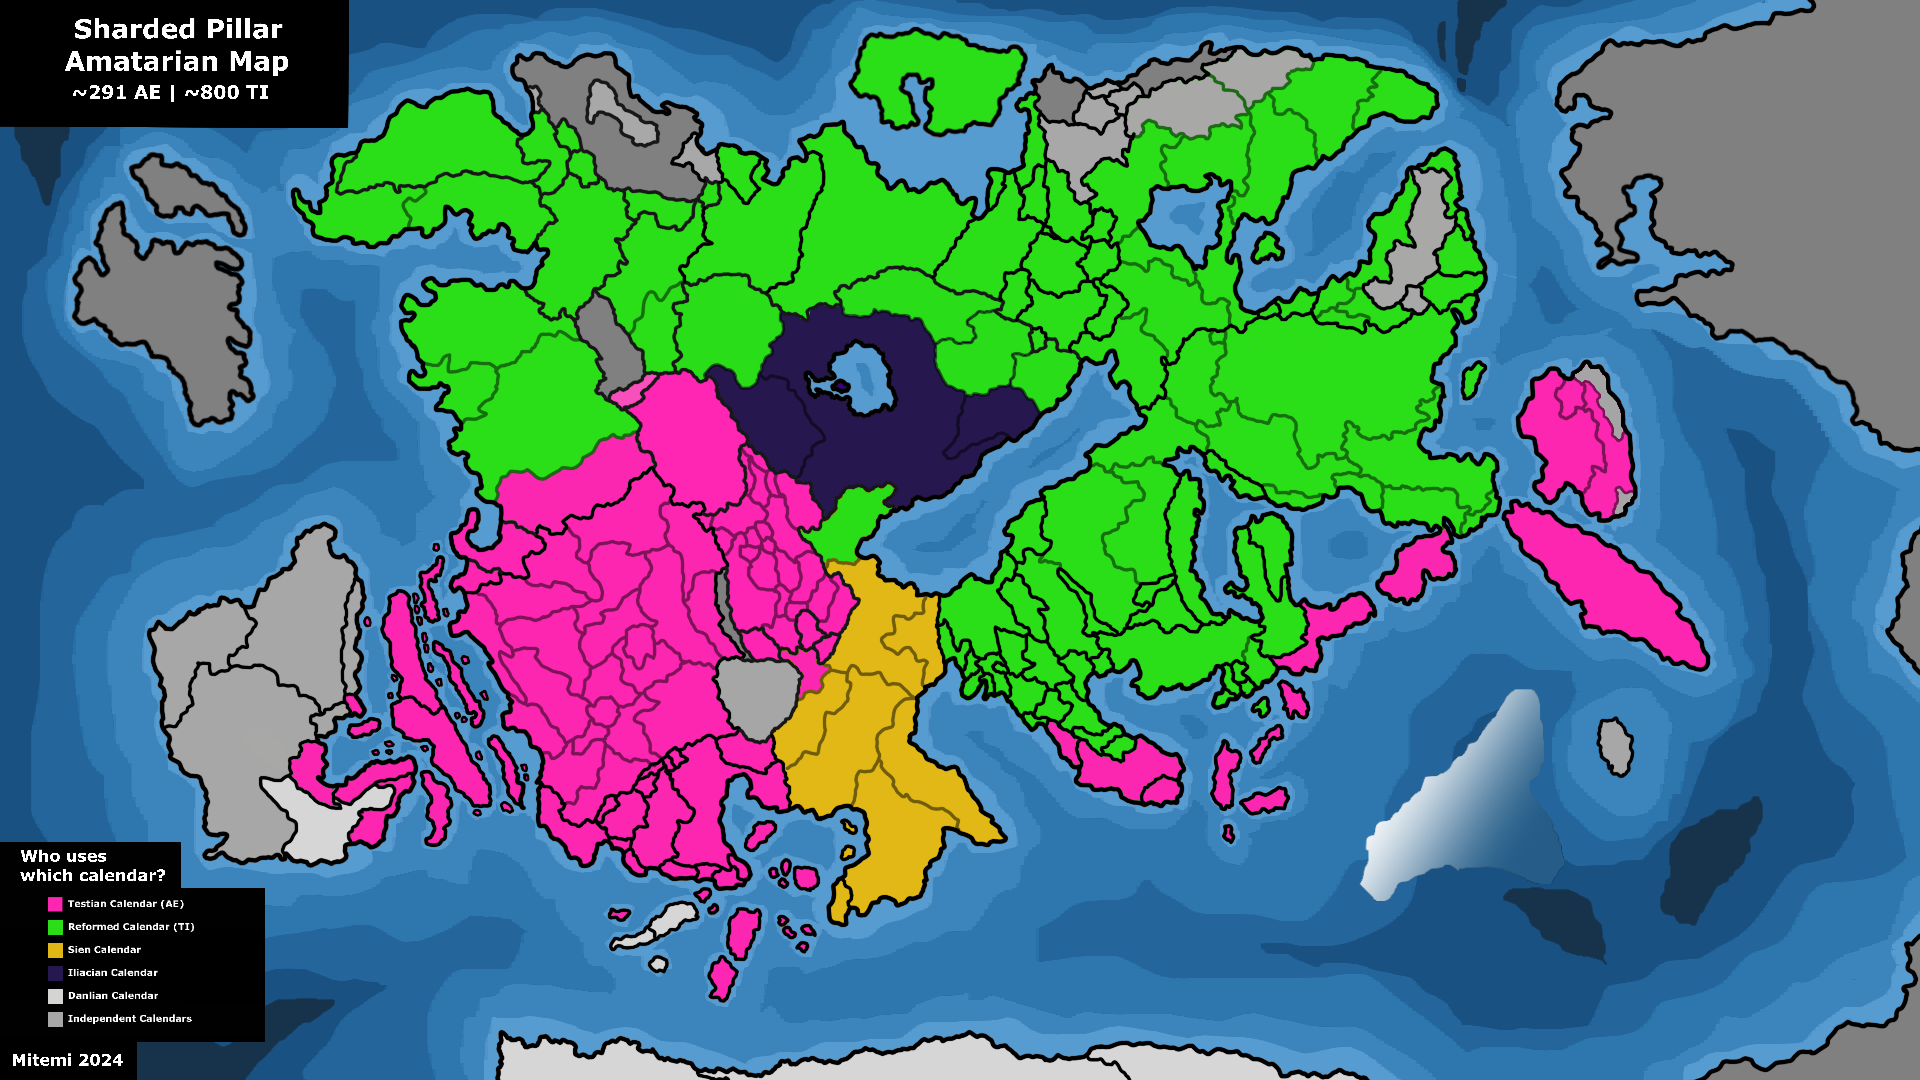 Sharded Pillar
Amatarian Map
~291 AE | ~800 TI
Who uses
which calendar?
Testian Calendar (AE)
Reformed Calendar (TI)
Sien Calendar
Iliacian Calendar
Danlian Calendar
Independent Calendars
Mitemi 2024